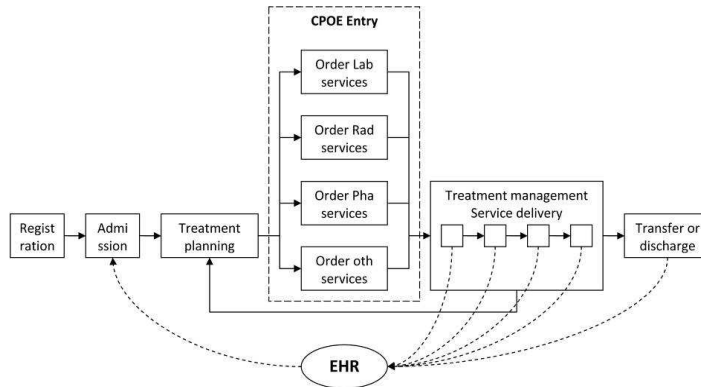 CPOE Entry
Order Lab
services
Order Rad
services
Order Pha
services
Order oth
services
Regist
ration
Admi
ssion
Treatment
planning
Treatment management
Service delivery
Transfer or
discharge
EHR